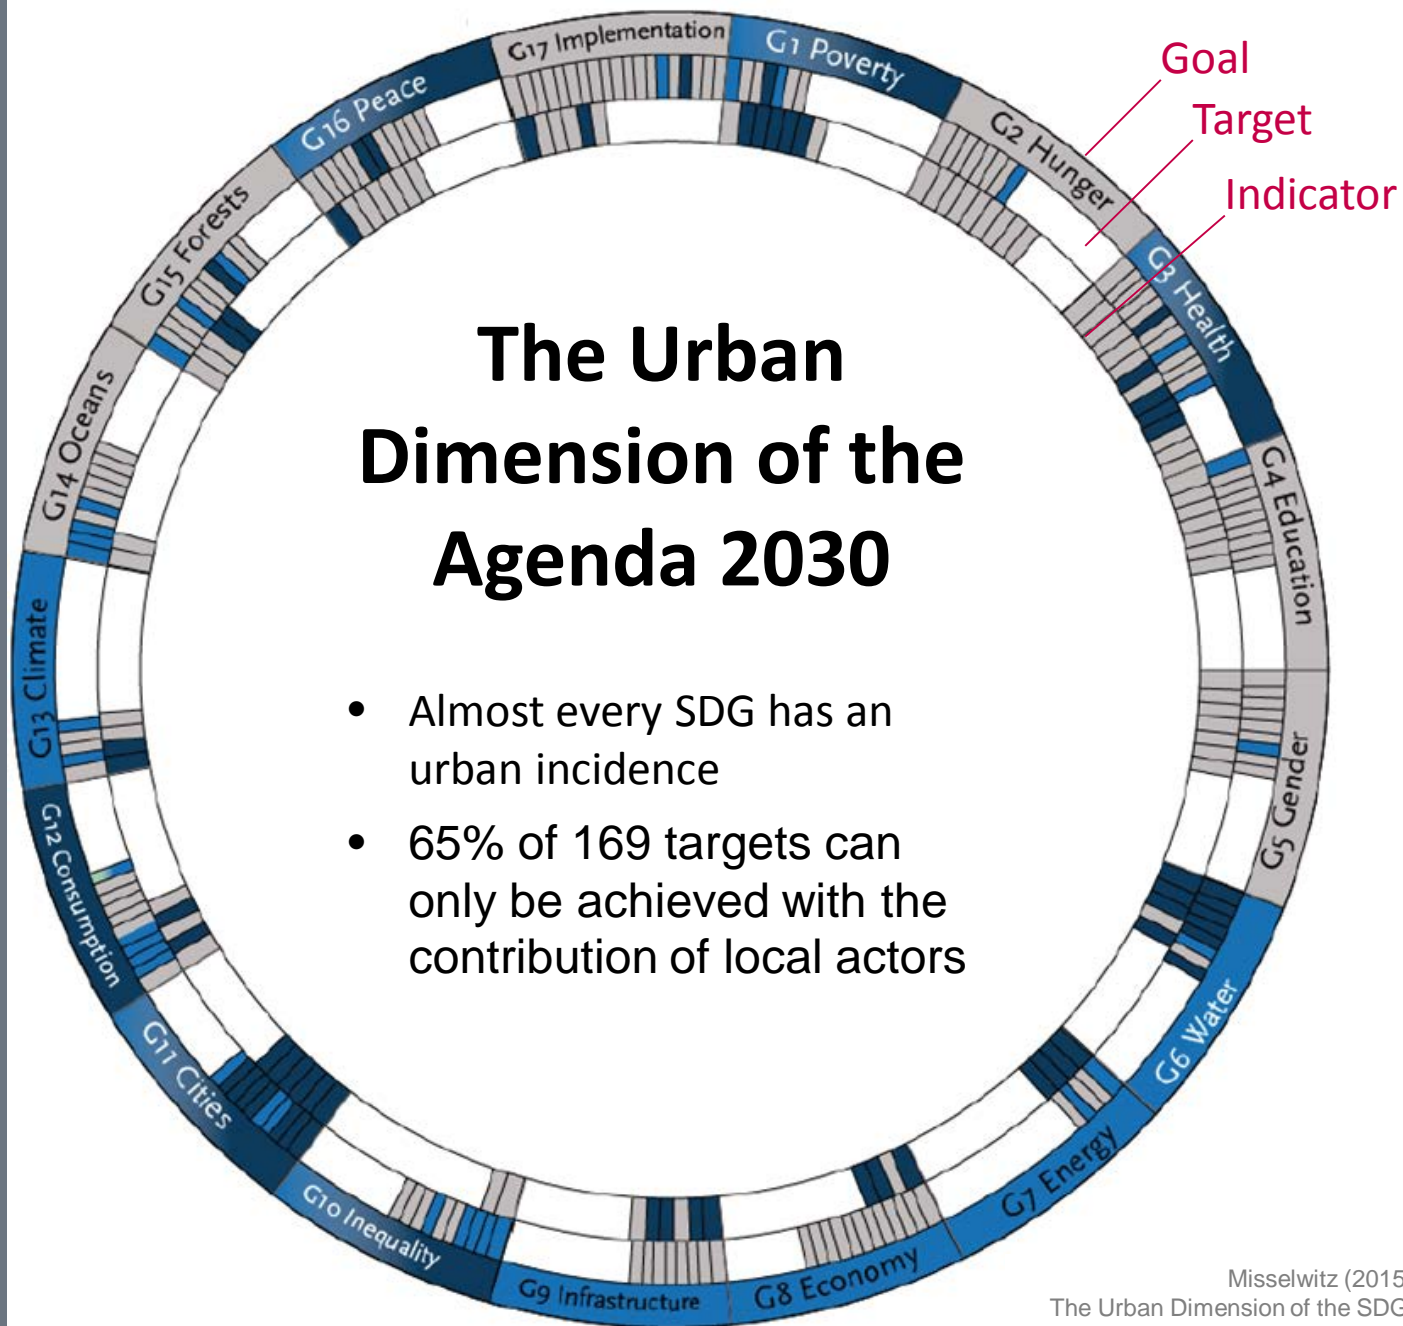 G17 Implementation
G1 Poverty
G2 Hunger
G3 Health
G4 Education
G5 Gender
G6 Water
G7 Energy
G8 Economy
G9 Infrastructure
G10 Inequality
G11 Cities
G12 Consumption
G13 Climate
G14 Oceans
G15 Forests
G16 Peace
Goal
Target
Indicator
The Urban
Dimension of the
Agenda 2030
• Almost every SDG has an
urban incidence
• 65% of 169 targets can
only be achieved with the
contribution of local actors
Misselwitz (2015
The Urban Dimension of the SDG